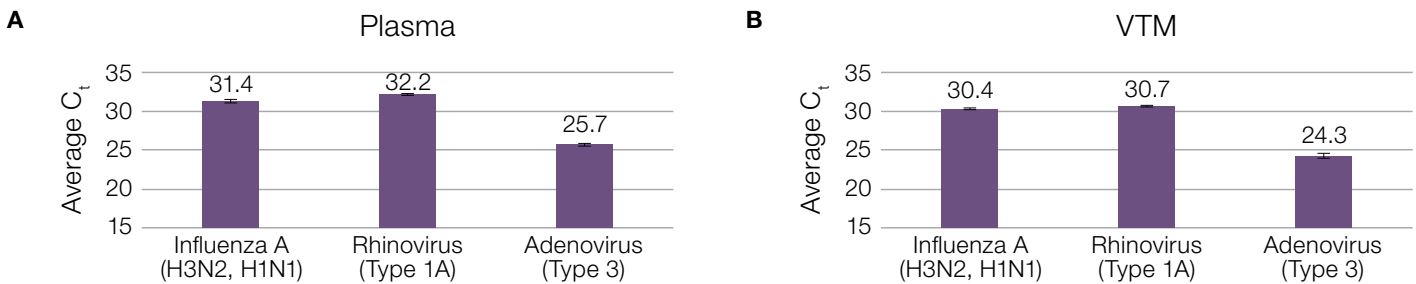 A
Plasma
Average Ct
35
30
25
20
15
31.4
32.2
25.7
Influenza A
(H3N2, H1N1)
Rhinovirus
(Type 1A)
Adenovirus
(Type 3)
B
VTM
Average Ct
35
30
25
20
15
30.4
30.7
24.3
Influenza A
(H3N2, H1N1)
Rhinovirus
(Type 1A)
Adenovirus
(Type 3)